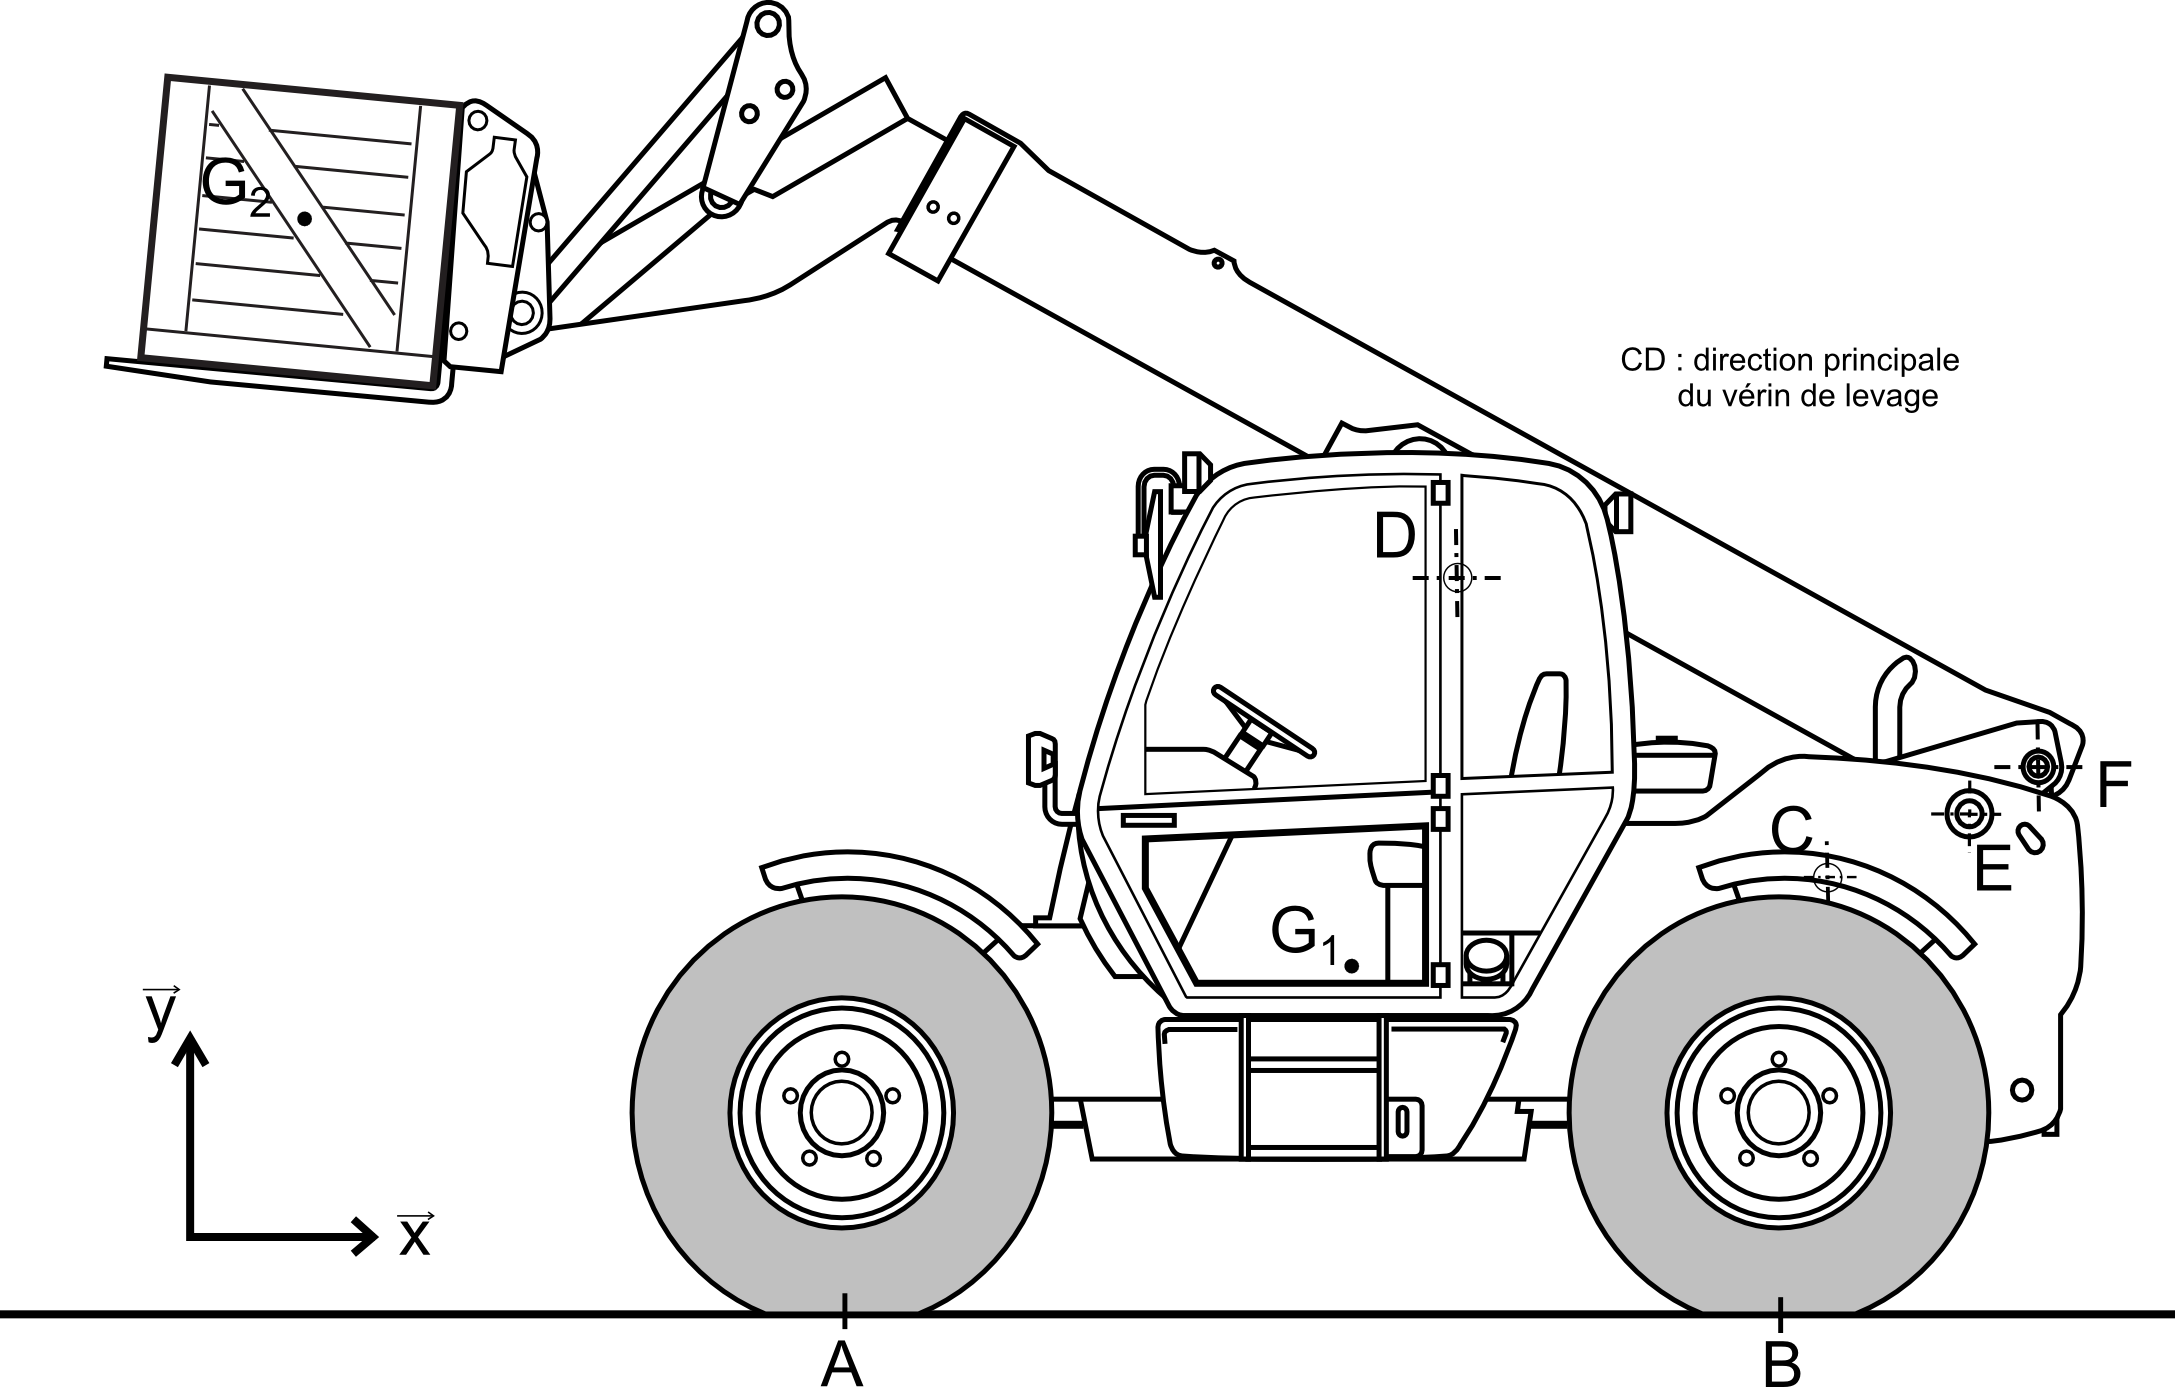 G2
CD : direction principale
du vérin de levage
D
F
C
E
G1
y
x
A
B